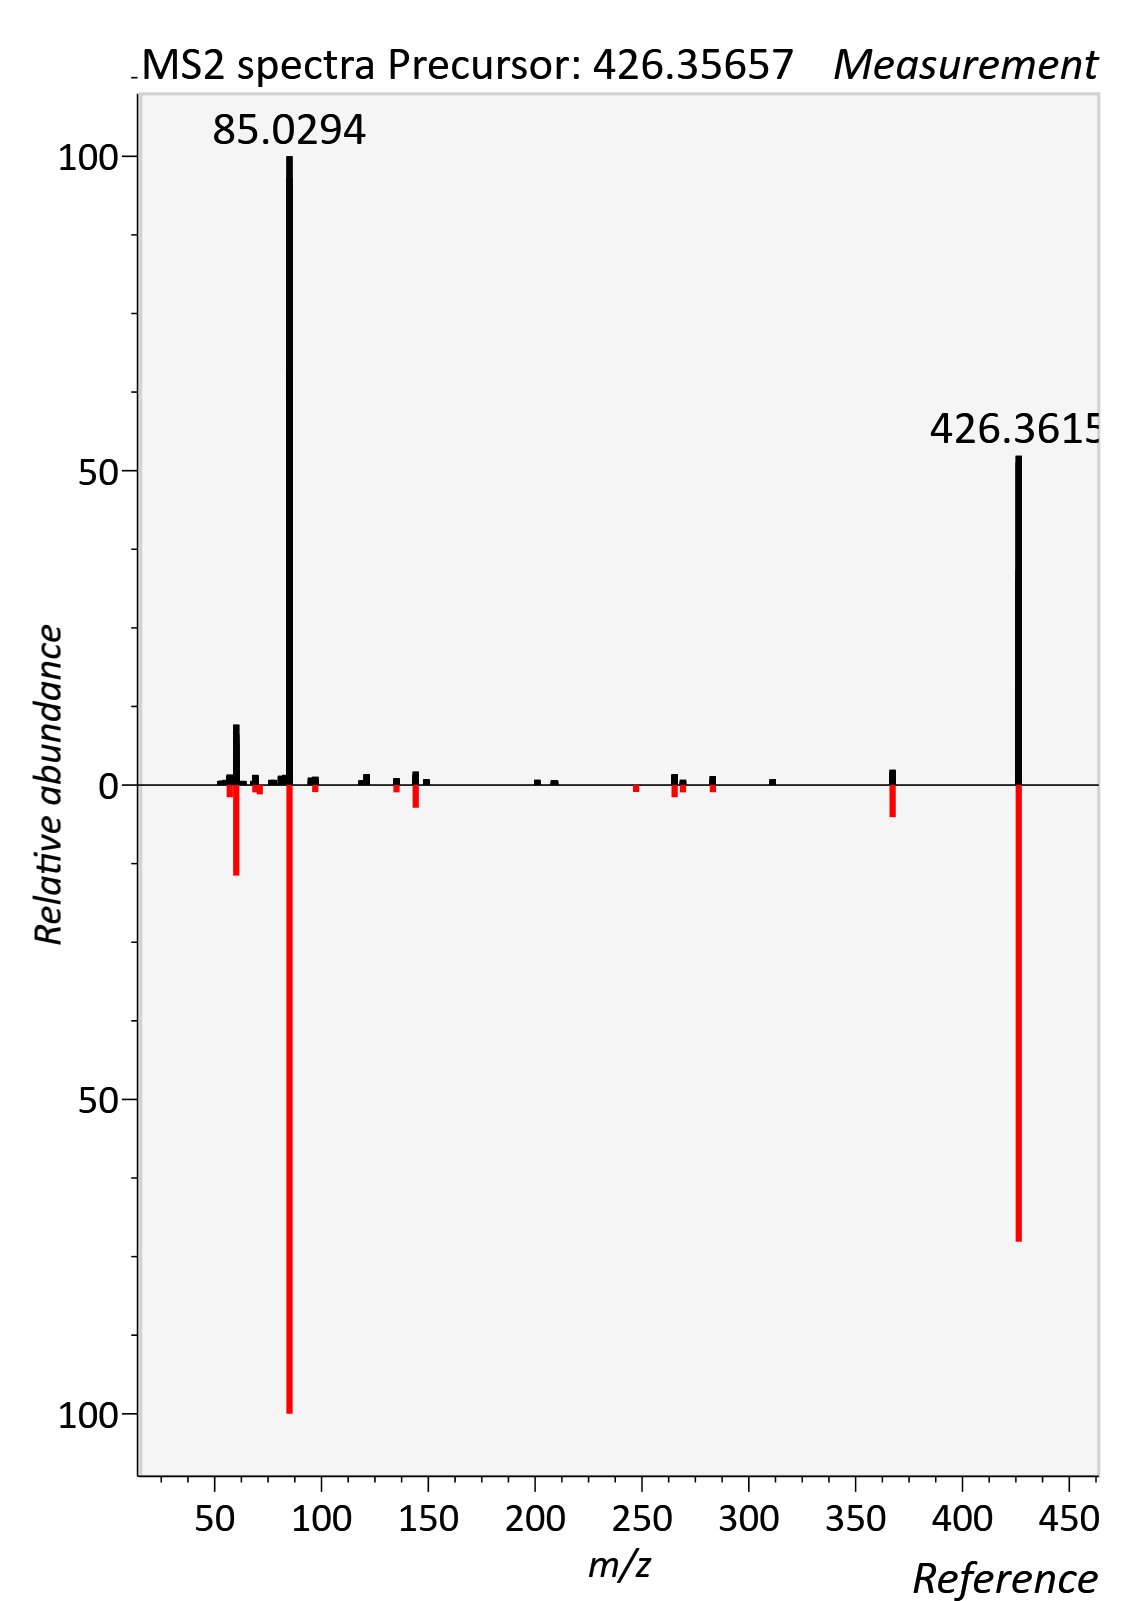 MS2 spectra Precursor: 426.35657 Measurement
85.0294
100
426.3615
50
0
Relative abundance
50
100
50 100 150 200 250 300 350 400 450
m/z
Reference